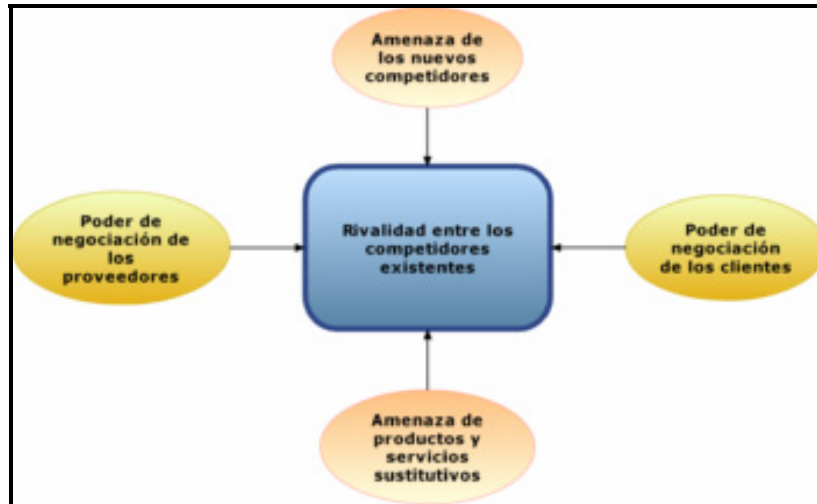 Amenaza de
los nuevos
competidores
Poder de
negociación de
los
proveedores
Rivalidad entre los
competidores
existentes
Poder de
negociación
de los clientes
Amenaza de
productos y
servicios
sustitutivos